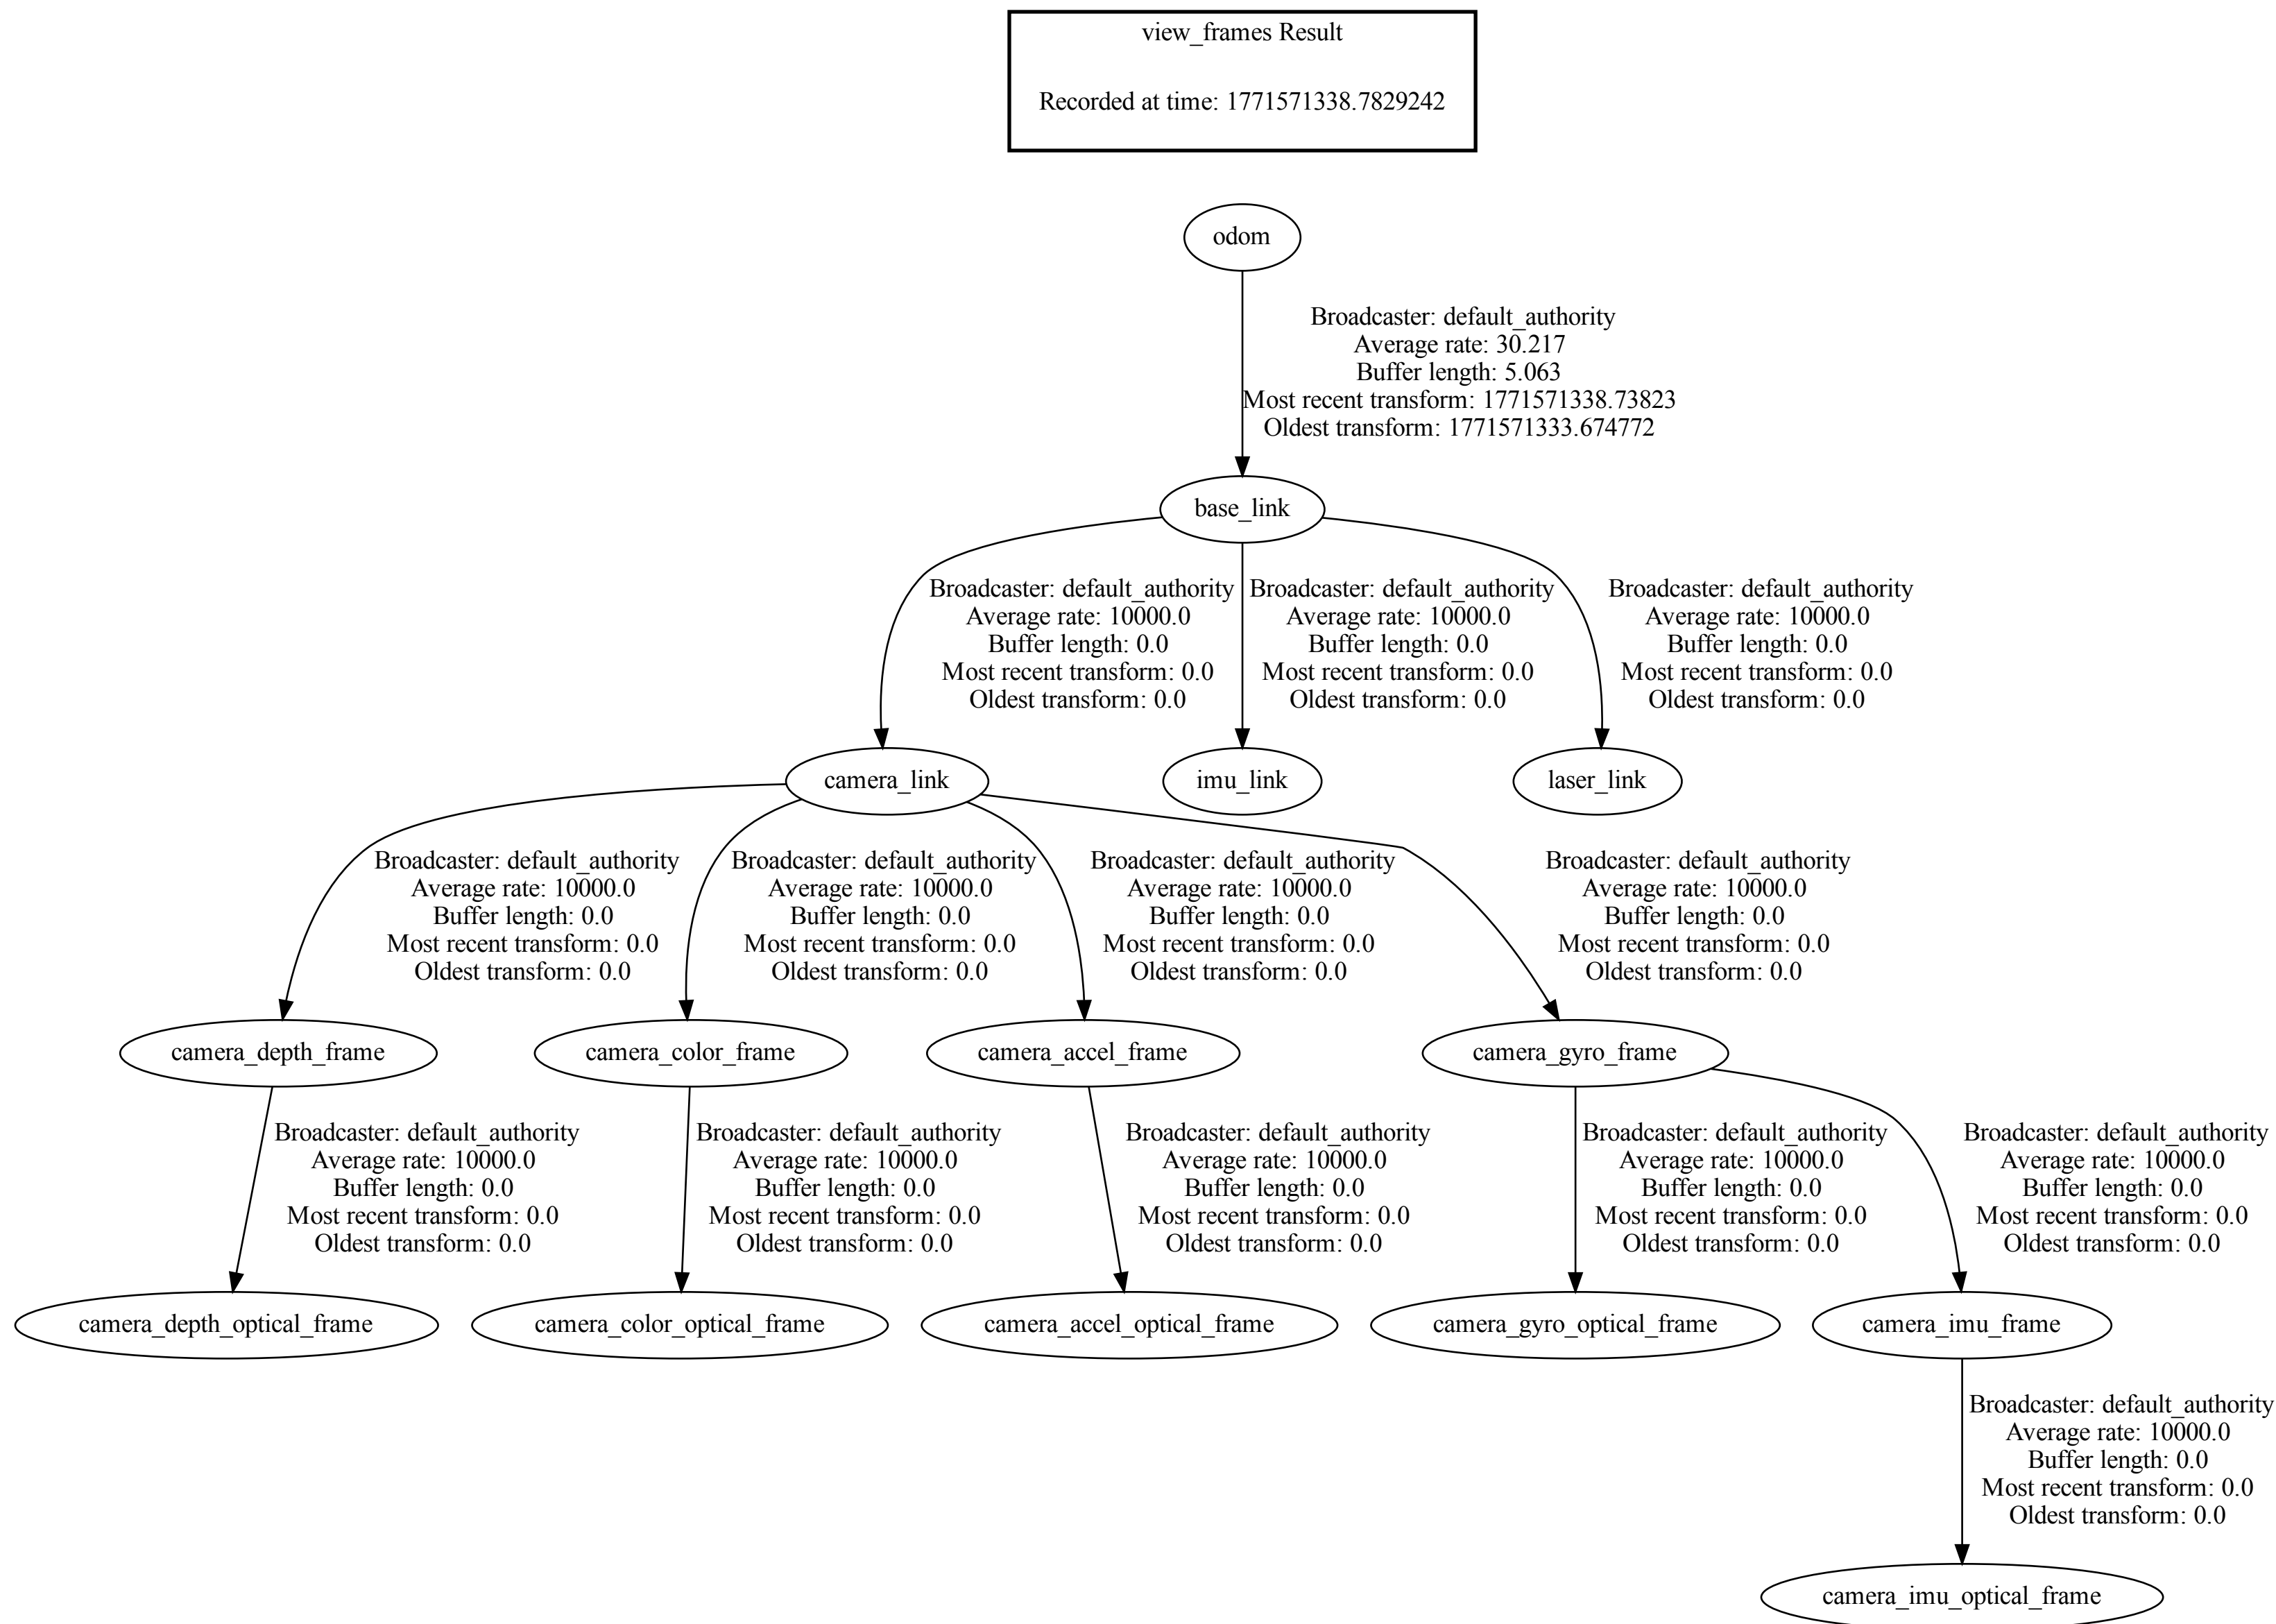 view_frames Result
Recorded at time: 1771571338.7829242
odom
Broadcaster: default_authority
Average rate: 30.217
Buffer length: 5.063
Most recent transform: 1771571338.73823
Oldest transform: 1771571333.674772
base_link
Broadcaster: default_authority
Average rate: 10000.0
Buffer length: 0.0
Most recent transform: 0.0
Oldest transform: 0.0
Broadcaster: default_authority
Average rate: 10000.0
Buffer length: 0.0
Most recent transform: 0.0
Oldest transform: 0.0
Broadcaster: default_authority
Average rate: 10000.0
Buffer length: 0.0
Most recent transform: 0.0
Oldest transform: 0.0
camera_link
imu_link
laser_link
Broadcaster: default_authority
Average rate: 10000.0
Buffer length: 0.0
Most recent transform: 0.0
Oldest transform: 0.0
Broadcaster: default_authority
Average rate: 10000.0
Buffer length: 0.0
Most recent transform: 0.0
Oldest transform: 0.0
Broadcaster: default_authority
Average rate: 10000.0
Buffer length: 0.0
Most recent transform: 0.0
Oldest transform: 0.0
Broadcaster: default_authority
Average rate: 10000.0
Buffer length: 0.0
Most recent transform: 0.0
Oldest transform: 0.0
camera_depth_frame
camera_color_frame
camera_accel_frame
camera_gyro_frame
Broadcaster: default_authority
Average rate: 10000.0
Buffer length: 0.0
Most recent transform: 0.0
Oldest transform: 0.0
Broadcaster: default_authority
Average rate: 10000.0
Buffer length: 0.0
Most recent transform: 0.0
Oldest transform: 0.0
Broadcaster: default_authority
Average rate: 10000.0
Buffer length: 0.0
Most recent transform: 0.0
Oldest transform: 0.0
Broadcaster: default_authority
Average rate: 10000.0
Buffer length: 0.0
Most recent transform: 0.0
Oldest transform: 0.0
Broadcaster: default_authority
Average rate: 10000.0
Buffer length: 0.0
Most recent transform: 0.0
Oldest transform: 0.0
camera_depth_optical_frame
camera_color_optical_frame
camera_accel_optical_frame
camera_gyro_optical_frame
camera_imu_frame
Broadcaster: default_authority
Average rate: 10000.0
Buffer length: 0.0
Most recent transform: 0.0
Oldest transform: 0.0
camera_imu_optical_frame